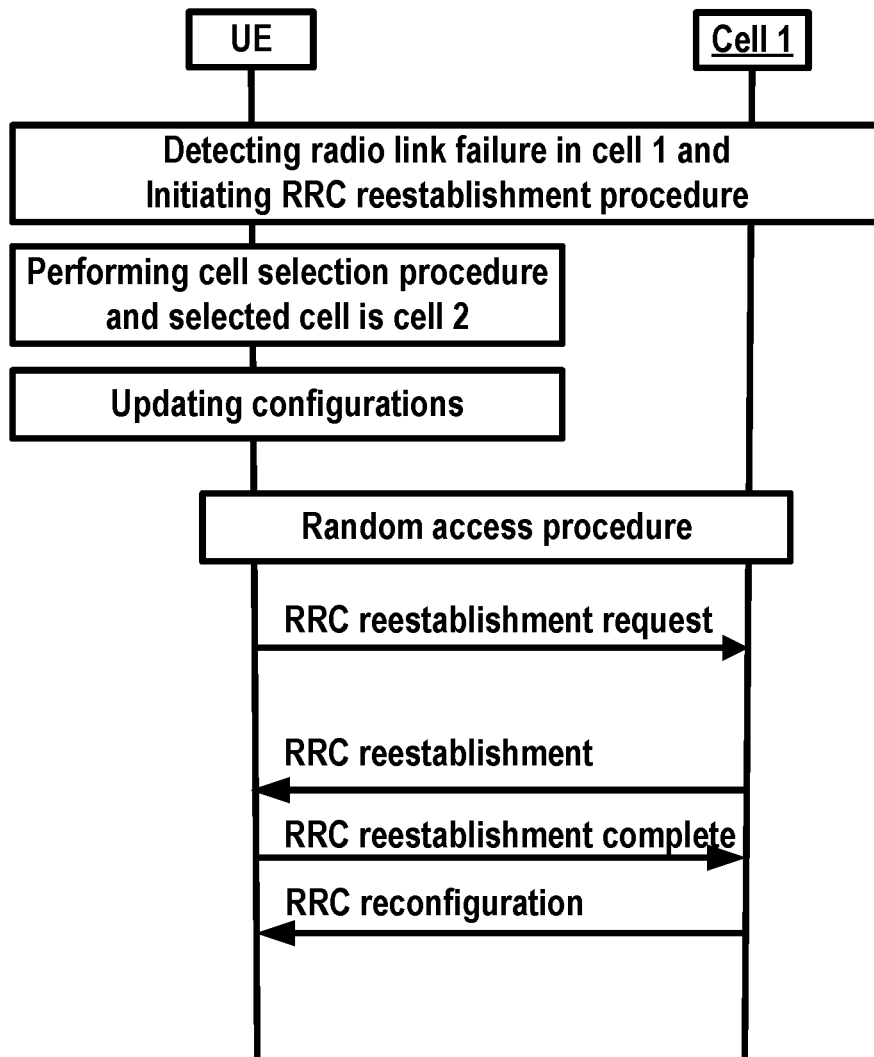 UE
Cell 1
Detecting radio link failure in cell 1 and
Initiating RRC reestablishment procedure
Performing cell selection procedure
and selected cell is cell 2
Updating configurations
Random access procedure
RRC reestablishment request
RRC reestablishment
RRC reestablishment complete
RRC reconfiguration